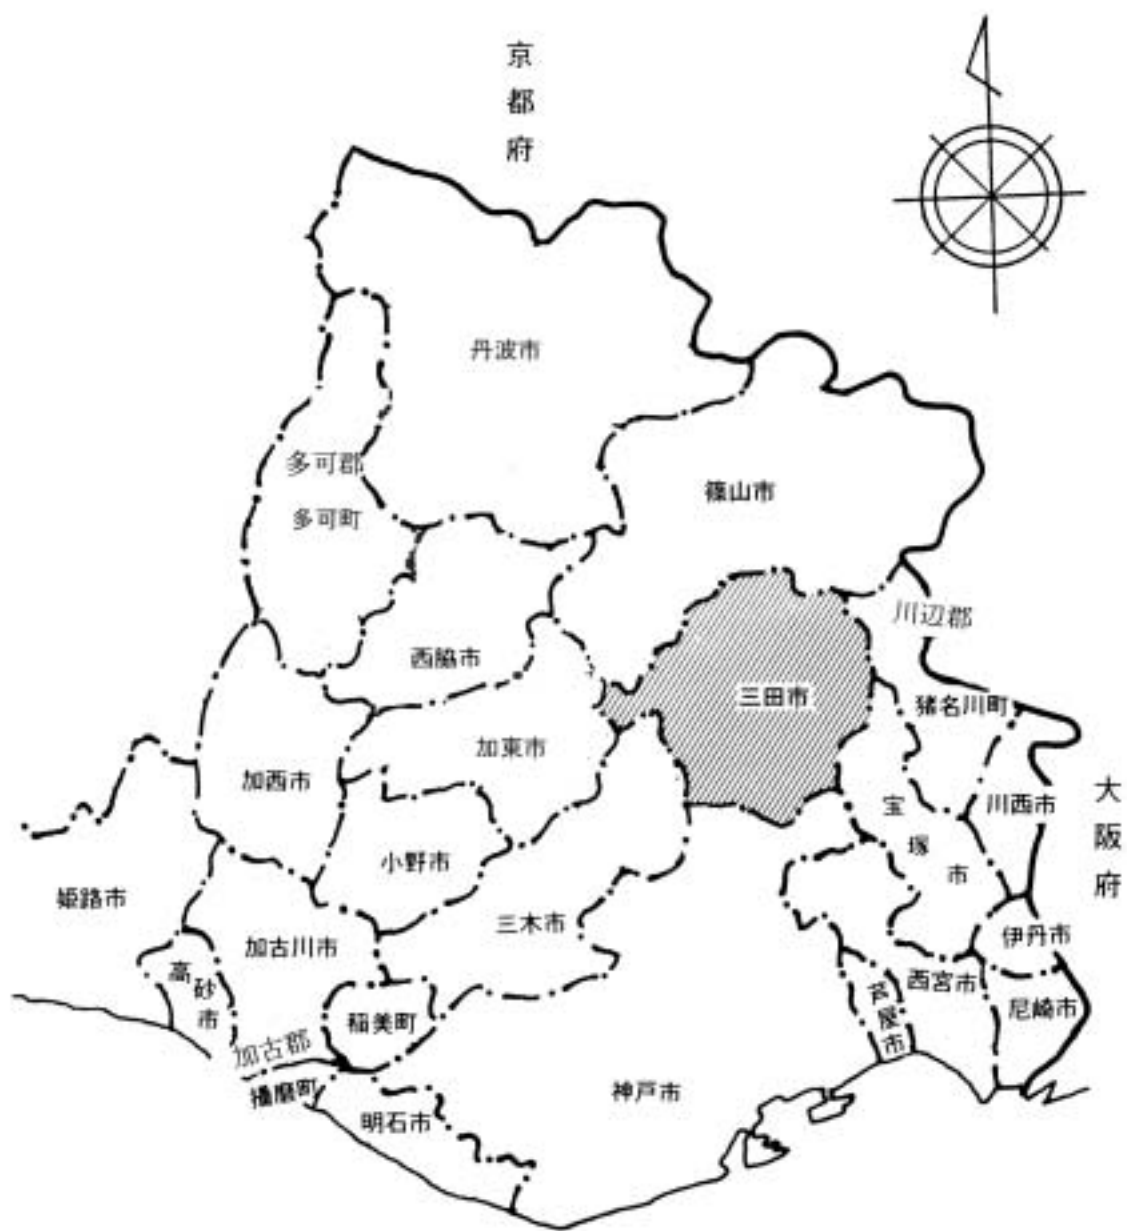 京都府
丹波市
多可郡
多可町
篠山市
川辺郡
西脇市
三田市
猪名川町
加東市
加西市
宝塚市
川西市
大阪府
小野市
姫路市
三木市
加古川市
伊丹市
高砂市
西宮市
芦屋市
尼崎市
稲美町
加古郡
播磨町
神戸市
明石市